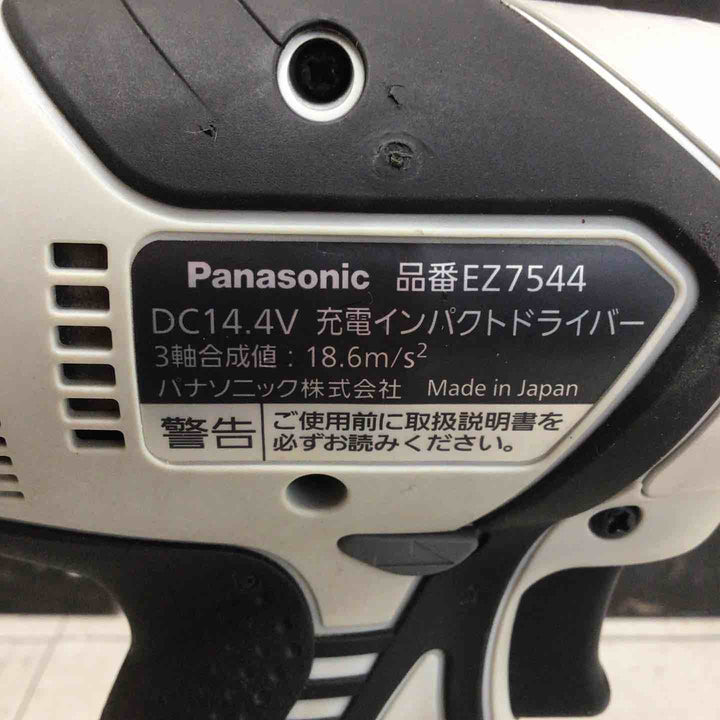 Panasonic 品番EZ7544
DC14.4V 充電インパクトドライバー
3軸合成値：18.6m/s²
パナソニック株式会社 Made in Japan
警告 ご使用前に取扱説明書を
必ずお読みください。